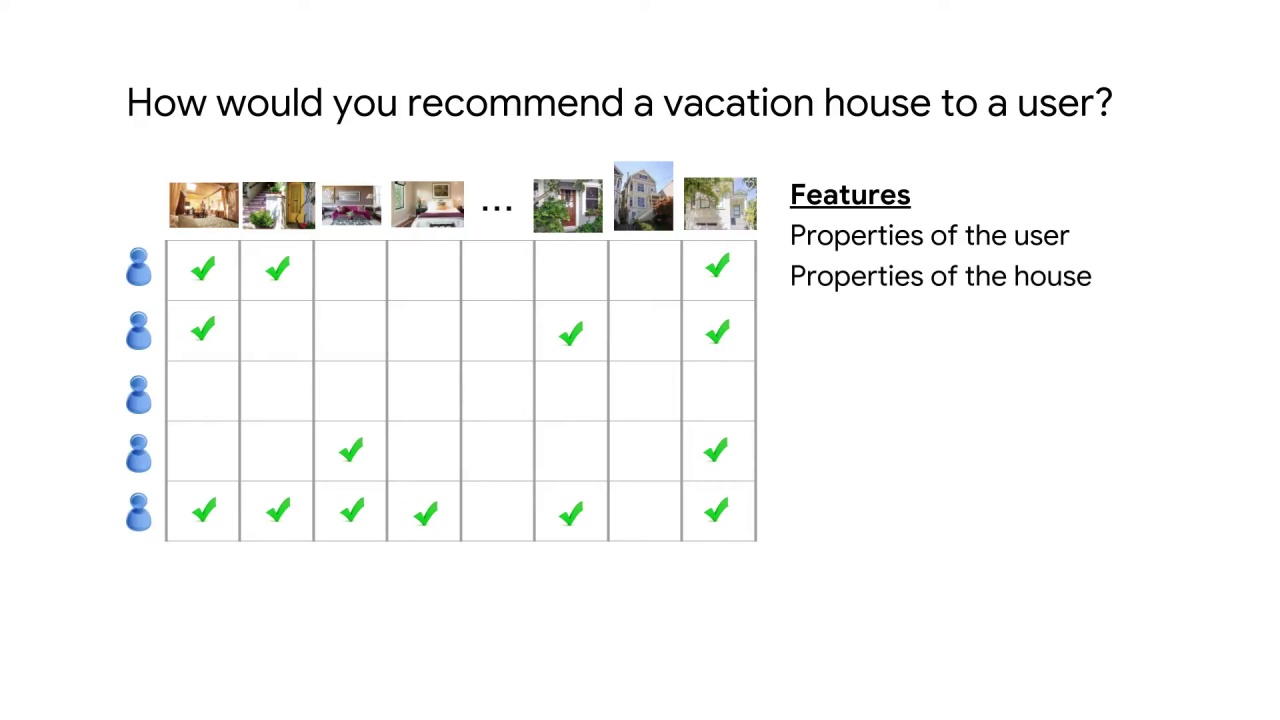 How would you recommend a vacation house to a user?
...
Features
Properties of the user
Properties of the house